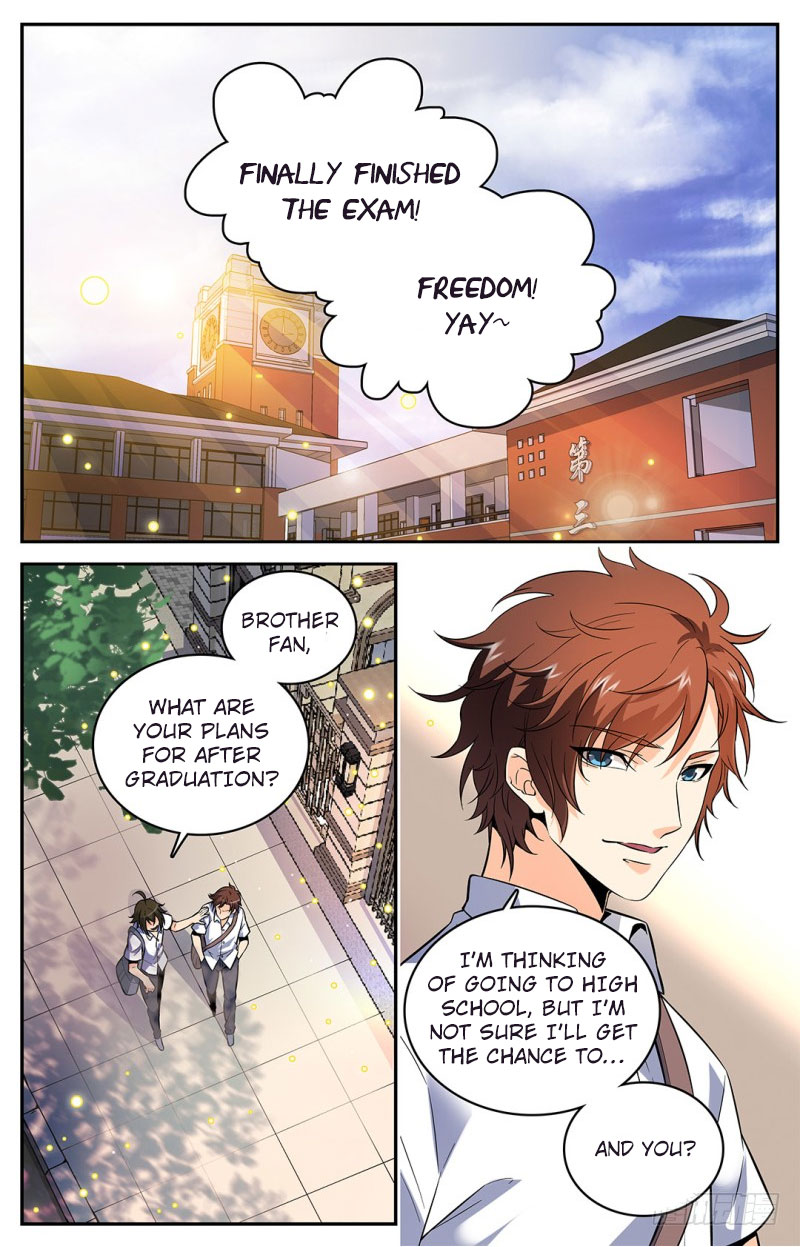 FINALLY FINISHED
THE EXAM!
FREEDOM!
YAY~
第
三
BROTHER
FAN,
WHAT ARE
YOUR PLANS
FOR AFTER
GRADUATION?
I'M THINKING
OF GOING TO HIGH
SCHOOL, BUT I'M
NOT SURE I'LL GET
THE CHANCE TO...
AND YOU?